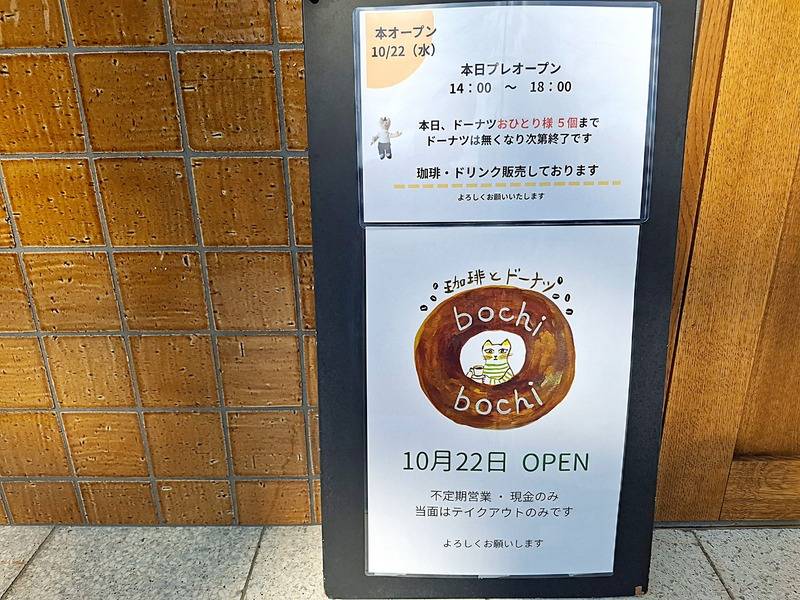 本オープン
10/22（水）
本日プレオープン
14：00　～　18：00
本日、ドーナツおひとり様５個まで
ドーナツは無くなり次第終了です
珈琲・ドリンク販売しております
よろしくお願いいたします
珈琲とドーナツ
bochi
bochi
10月22日 OPEN
不定期営業 ・ 現金のみ
当面はテイクアウトのみです
よろしくお願いします